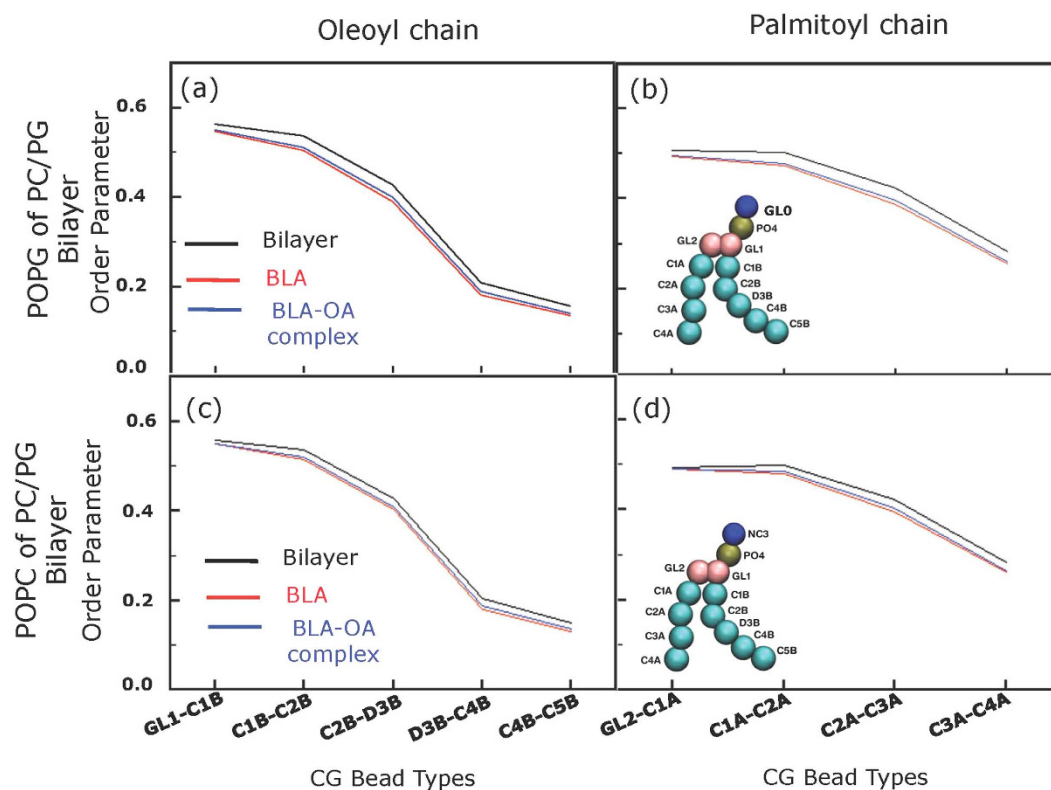 Oleoyl chain
Palmitoyl chain
POPG of PC/PG
Bilayer
Order Parameter
(a)
0.6
0.4
0.2
0.0
Bilayer
BLA
BLA-OA
complex
(b)
GL0
PO4
GL2
GL1
C1A
C1B
C2A
C2B
D3B
C3A
C4B
C4A
C5B
POPC of PC/PG
Bilayer
Order Parameter
(c)
0.6
0.4
0.2
0.0
Bilayer
BLA
BLA-OA
complex
(d)
NC3
PO4
GL2
GL1
C1A
C1B
C2A
C2B
D3B
C3A
C4B
C4A
C5B
GL1-C1B
C1B-C2B
C2B-D3B
D3B-C4B
C4B-C5B
GL2-C1A
C1A-C2A
C2A-C3A
C3A-C4A
CG Bead Types
CG Bead Types